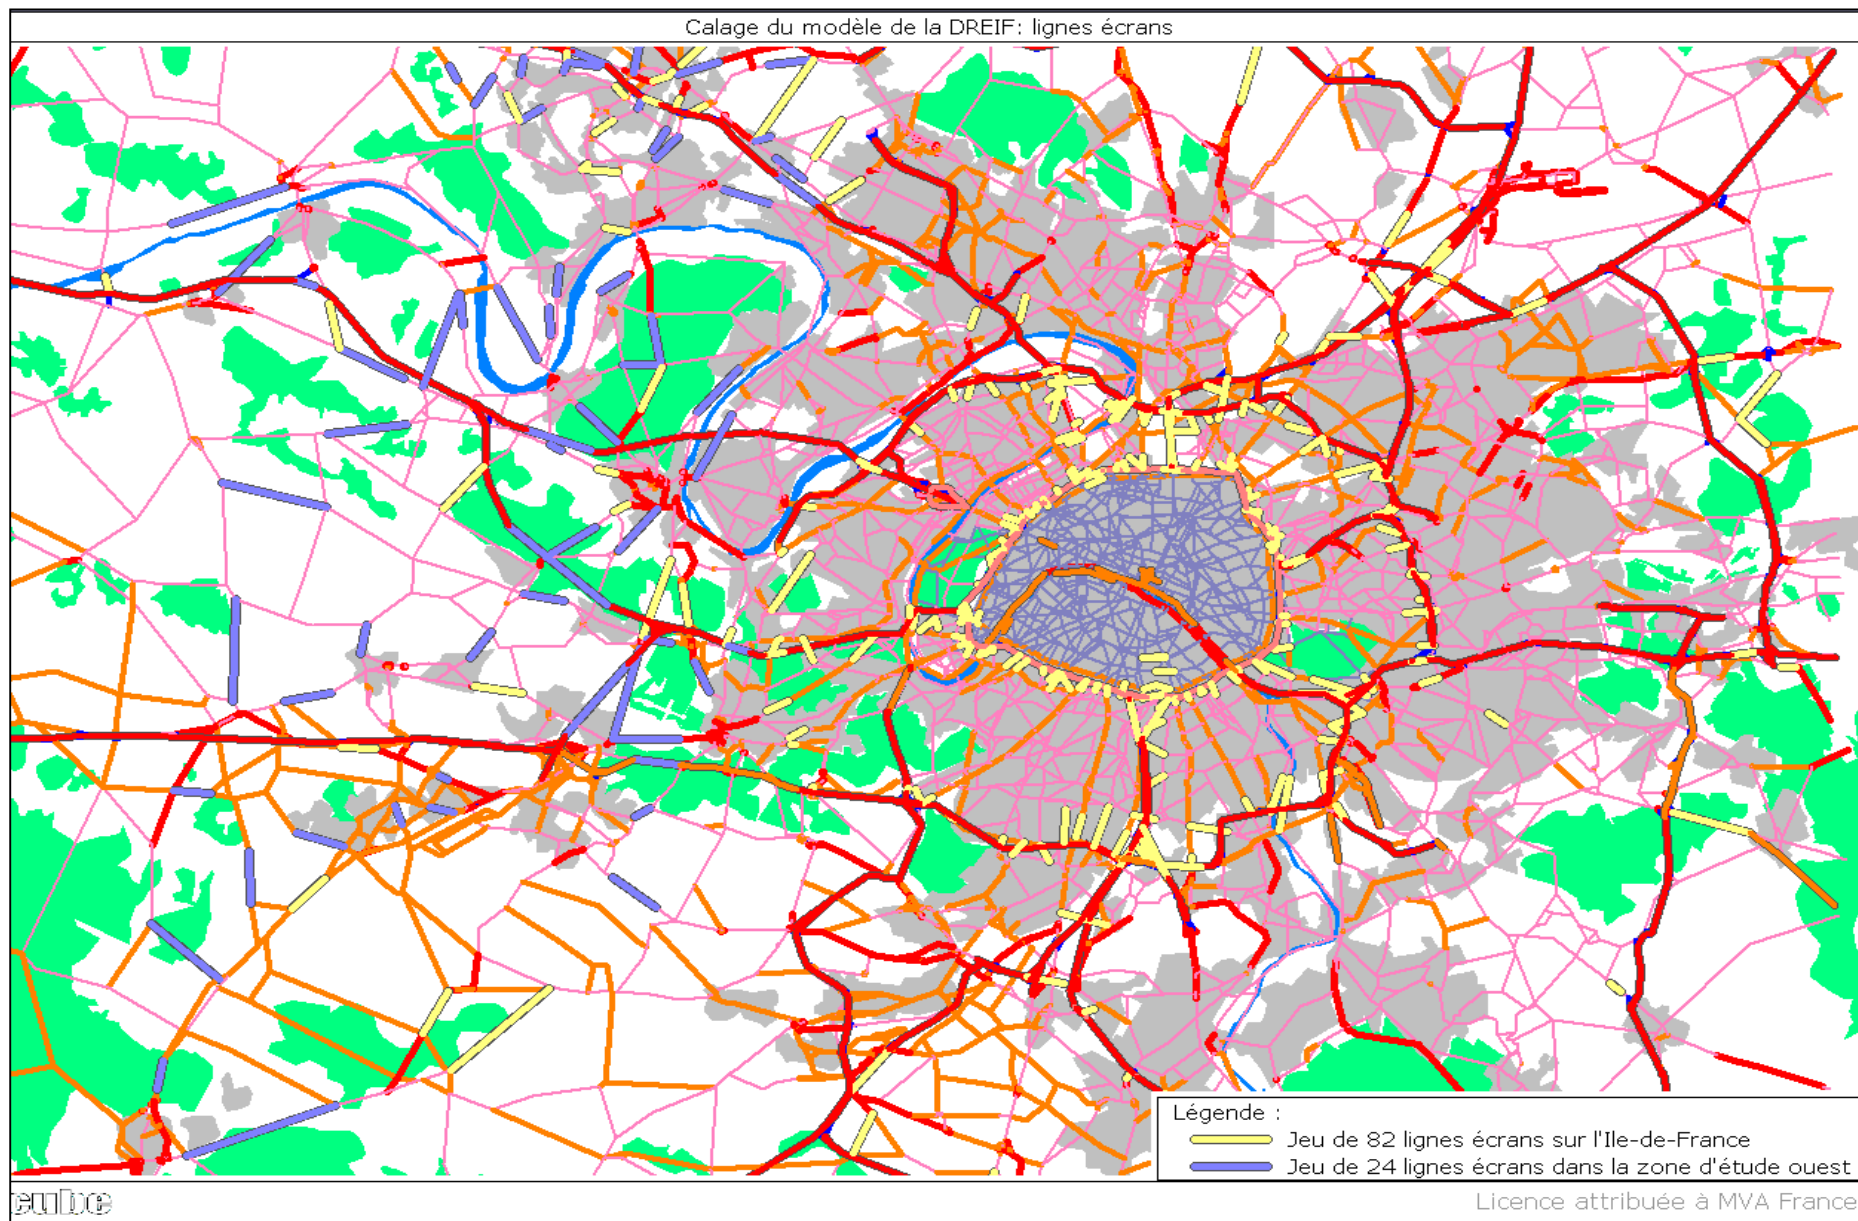 Calage du modèle de la DREIF: lignes écrans
Légende :
Jeu de 82 lignes écrans sur l'Ile-de-France
Jeu de 24 lignes écrans dans la zone d'étude ouest
cube
Licence attribuée à MVA France